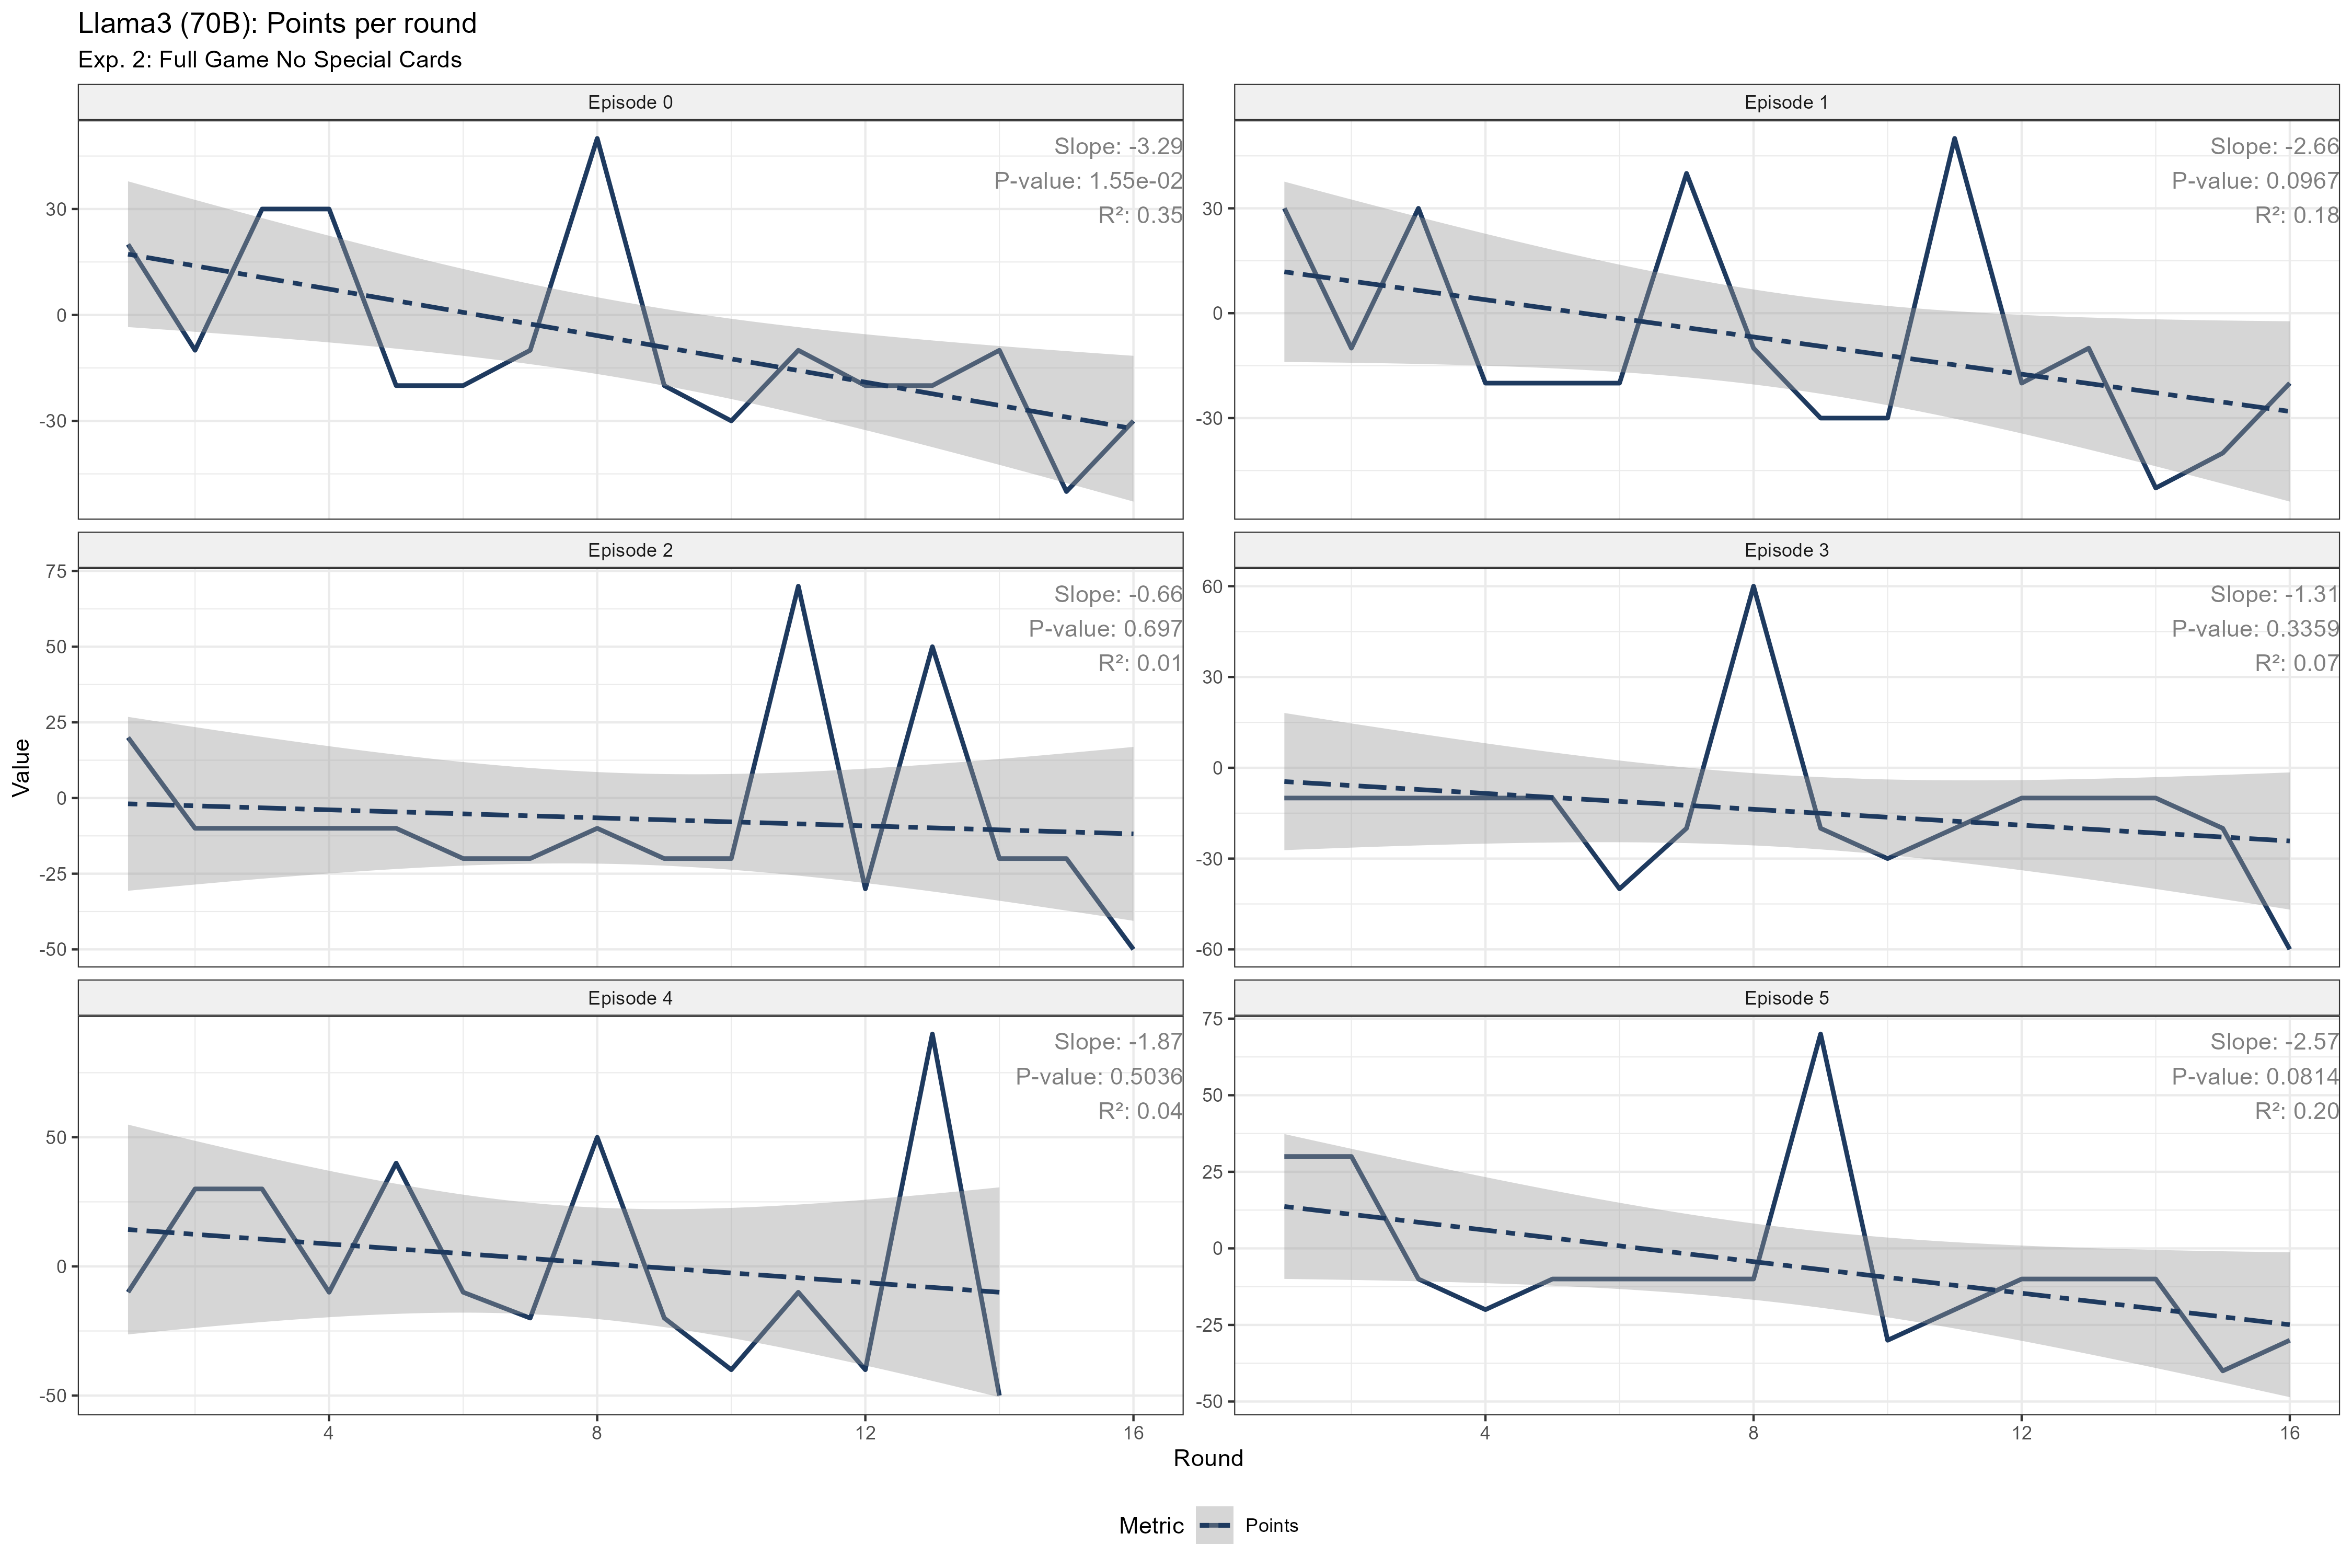 Llama3 (70B): Points per round
Exp. 2: Full Game No Special Cards
Episode 0
Slope: -3.29
P-value: 1.55e-02
R²: 0.35
30
0
-30
Episode 1
Slope: -2.66
P-value: 0.0967
R²: 0.18
30
0
-30
Episode 2
Slope: -0.66
P-value: 0.697
R²: 0.01
75
50
25
0
-25
-50
Episode 3
Slope: -1.31
P-value: 0.3359
R²: 0.07
60
30
0
-30
-60
Value
Episode 4
Slope: -1.87
P-value: 0.5036
R²: 0.04
50
0
-50
4 8 12 16
Episode 5
Slope: -2.57
P-value: 0.0814
R²: 0.20
75
50
25
0
-25
-50
4 8 12 16
Round
Metric Points